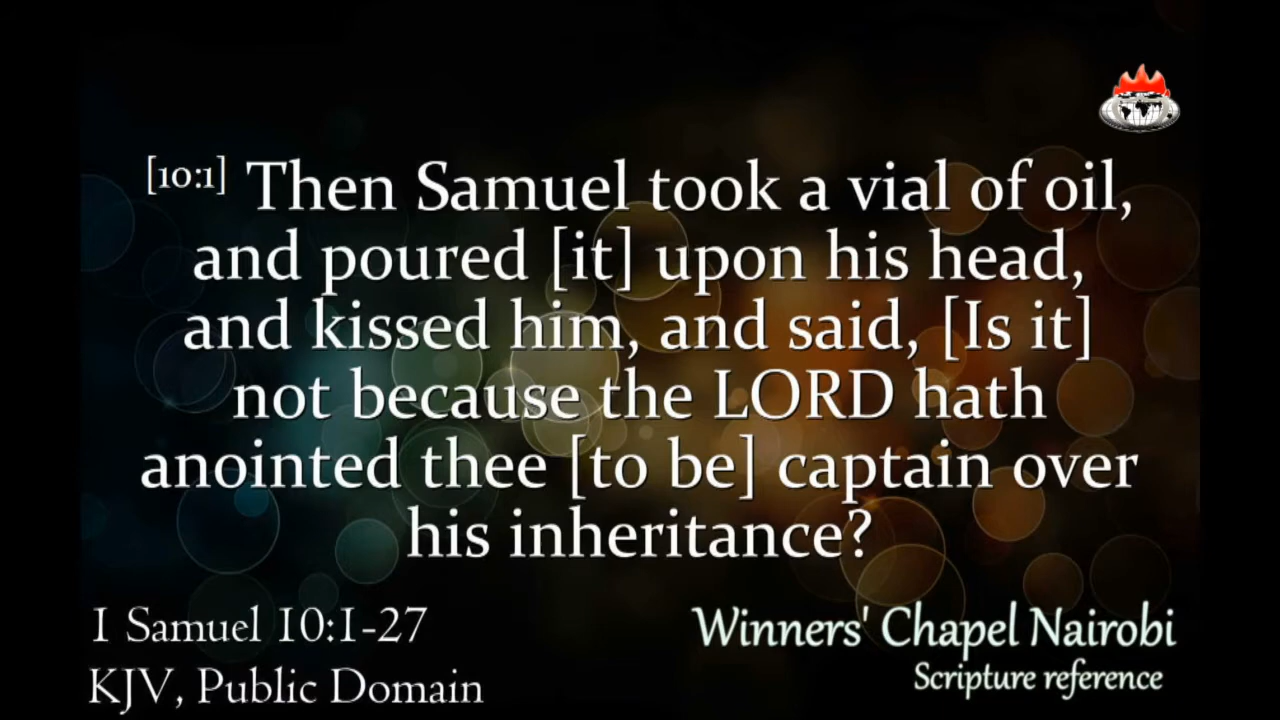 [10:1] Then Samuel took a vial of oil,
and poured [it] upon his head,
and kissed him, and said, [Is it]
not because the LORD hath
anointed thee [to be] captain over
his inheritance?
1 Samuel 10:1-27
KJV, Public Domain
Winners' Chapel Nairobi
Scripture reference